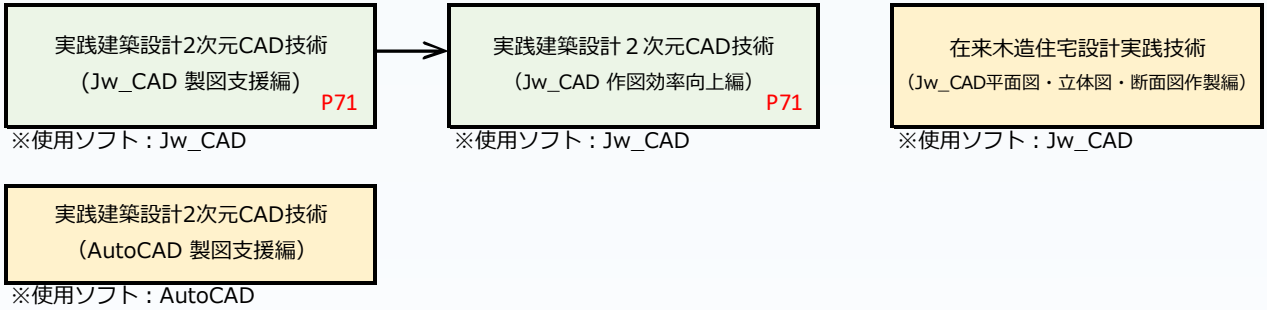 実践建築設計2次元CAD技術
(Jw_CAD 製図支援編)
P71
※使用ソフト：Jw_CAD
実践建築設計２次元CAD技術
（Jw_CAD 作図効率向上編）
P71
※使用ソフト：Jw_CAD
在来木造住宅設計実践技術
（Jw_CAD平面図・立体図・断面図作製編）
※使用ソフト：Jw_CAD
実践建築設計2次元CAD技術
（AutoCAD 製図支援編）
※使用ソフト：AutoCAD